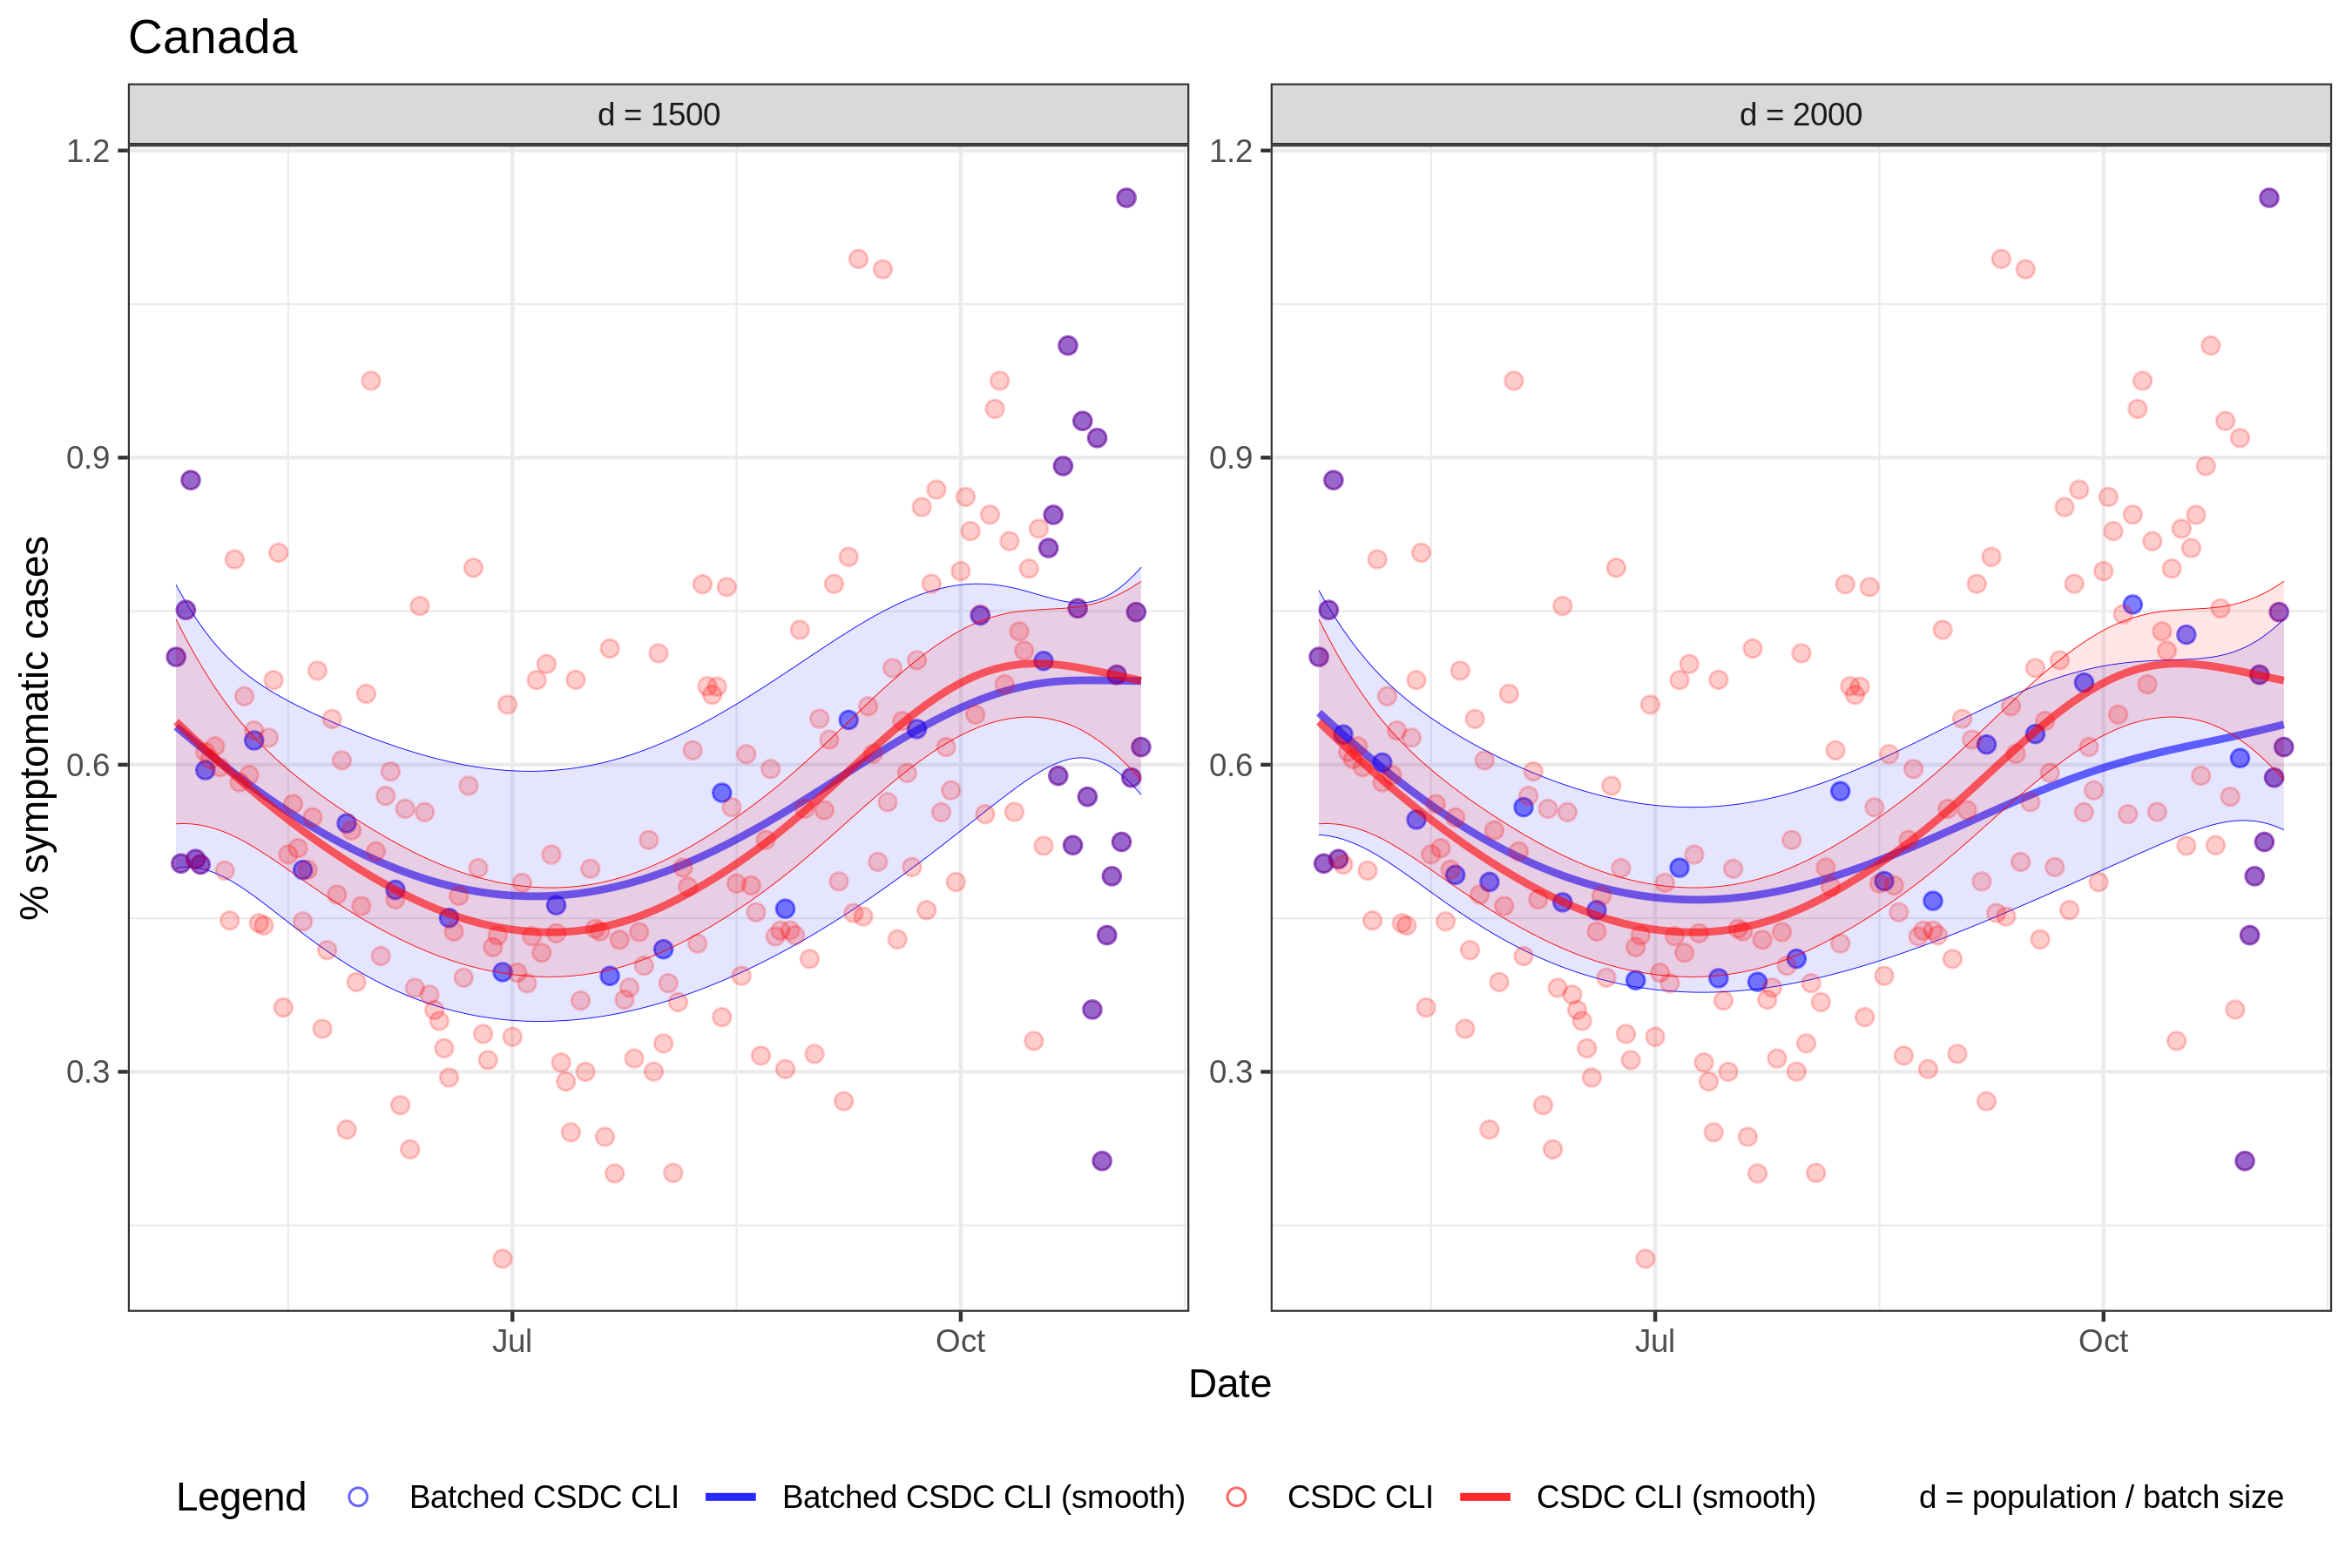 Canada
d = 1500
d = 2000
1.2
0.9
0.6
0.3
1.2
0.9
0.6
0.3
% symptomatic cases
Jul
Oct
Jul
Oct
Date
Legend
Batched CSDC CLI
Batched CSDC CLI (smooth)
CSDC CLI
CSDC CLI (smooth)
d = population / batch size